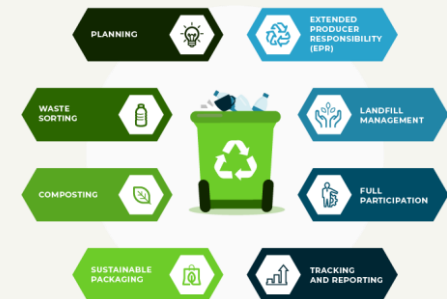 PLANNING
EXTENDED
PRODUCER
RESPONSIBILITY
(EPR)
WASTE
SORTING
LANDFILL
MANAGEMENT
COMPOSTING
FULL
PARTICIPATION
SUSTAINABLE
PACKAGING
TRACKING
AND REPORTING